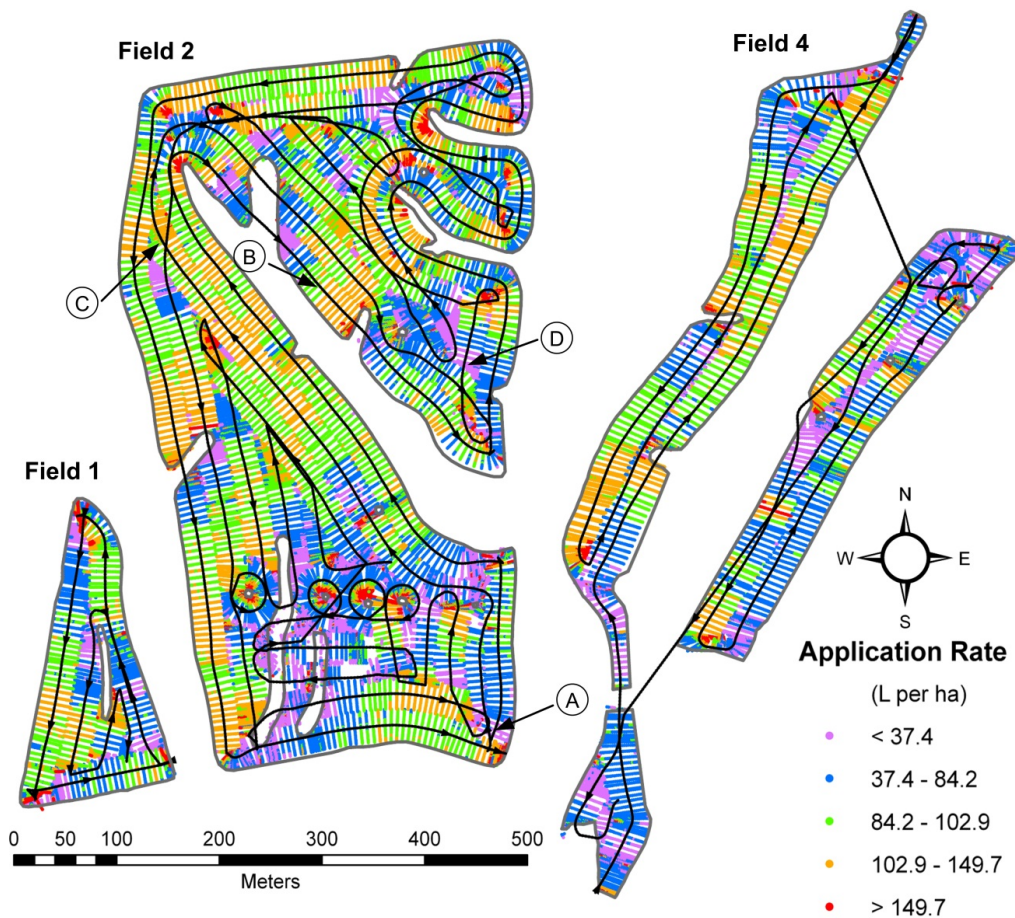 Field 2
Field 4
B
C
D
Field 1
A
N
W
E
S
0 50 100 200 300 400 500
Meters
Application Rate
(L per ha)
< 37.4
37.4 - 84.2
84.2 - 102.9
102.9 - 149.7
> 149.7